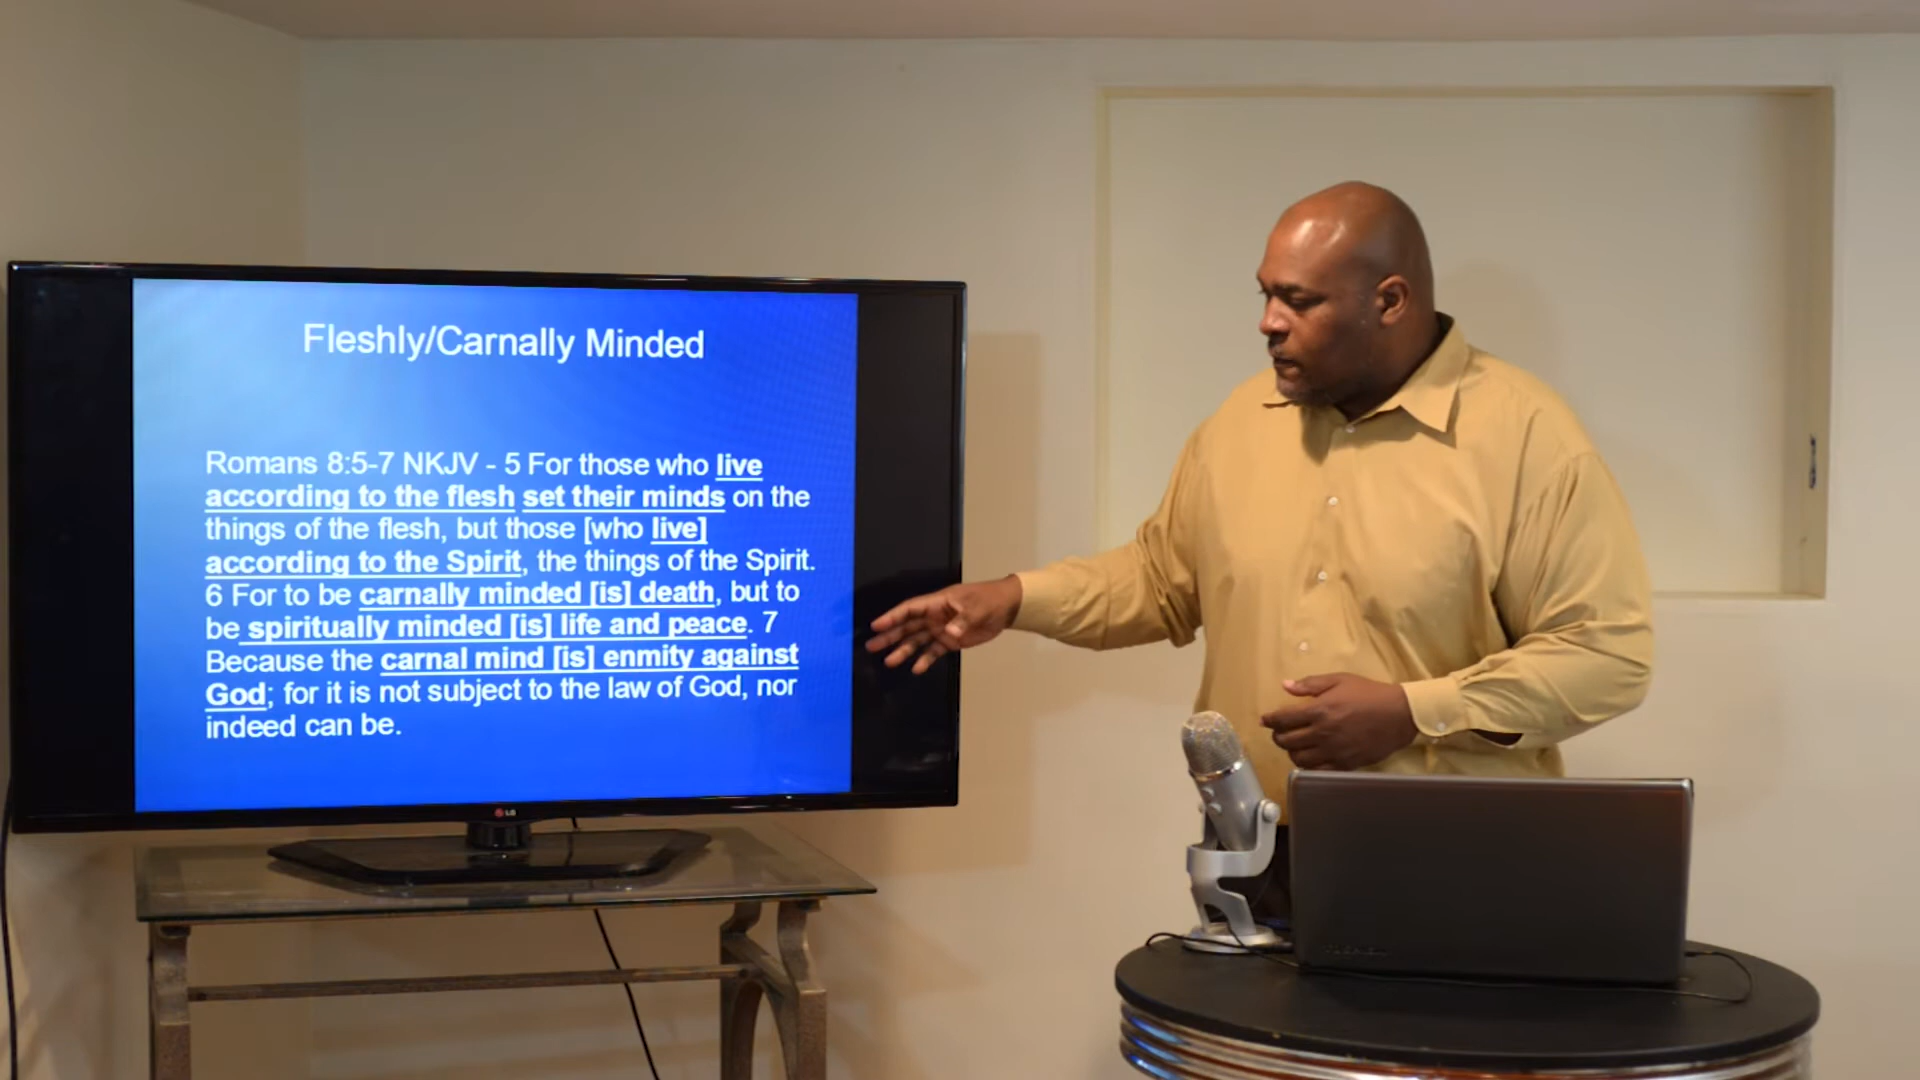 Fleshly/Carnally Minded
Romans 8:5-7 NKJV - 5 For those who live
according to the flesh set their minds on the
things of the flesh, but those [who live]
according to the Spirit, the things of the Spirit.
6 For to be carnally minded [is] death, but to
be spiritually minded [is] life and peace. 7
Because the carnal mind [is] enmity against
God; for it is not subject to the law of God, nor
indeed can be.
LG